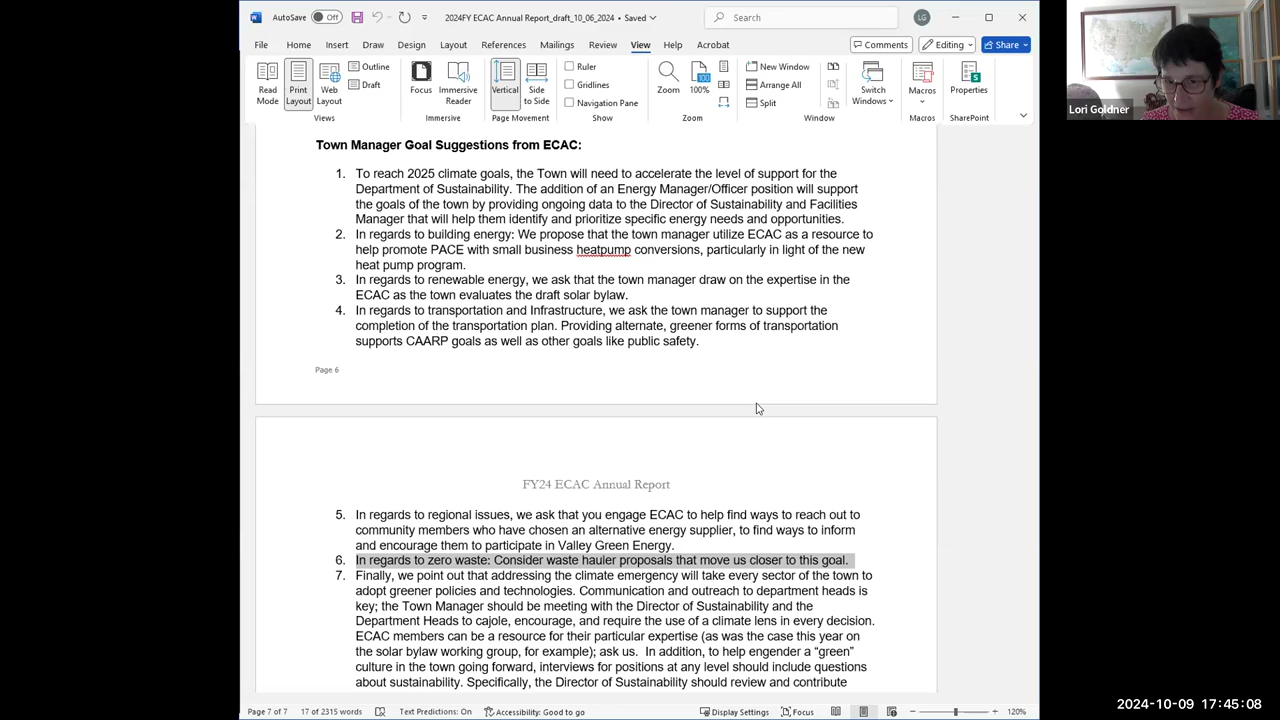 AutoSave Off 2024FY ECAC Annual Report_draft_10_06_2024 • Saved Search LG
File Home Insert Draw Design Layout References Mailings Review View Help Acrobat Comments Editing Share
Read Mode
Print Layout
Web Layout
Outline
Draft
Views
Focus
Immersive Reader
Immersive
Vertical
Side to Side
Page Movement
Ruler
Gridlines
Navigation Pane
Show
Zoom
100%
Zoom
New Window
Arrange All
Split
Switch Windows
Window
Macros
Macros
Properties
SharePoint
Lori Goldner
Town Manager Goal Suggestions from ECAC:
1. To reach 2025 climate goals, the Town will need to accelerate the level of support for the
Department of Sustainability. The addition of an Energy Manager/Officer position will support
the goals of the town by providing ongoing data to the Director of Sustainability and Facilities
Manager that will help them identify and prioritize specific energy needs and opportunities.
2. In regards to building energy: We propose that the town manager utilize ECAC as a resource to
help promote PACE with small business heatpump conversions, particularly in light of the new
heat pump program.
3. In regards to renewable energy, we ask that the town manager draw on the expertise in the
ECAC as the town evaluates the draft solar bylaw.
4. In regards to transportation and Infrastructure, we ask the town manager to support the
completion of the transportation plan. Providing alternate, greener forms of transportation
supports CAARP goals as well as other goals like public safety.
Page 6
FY24 ECAC Annual Report
5. In regards to regional issues, we ask that you engage ECAC to help find ways to reach out to
community members who have chosen an alternative energy supplier, to find ways to inform
and encourage them to participate in Valley Green Energy.
6. In regards to zero waste: Consider waste hauler proposals that move us closer to this goal.
7. Finally, we point out that addressing the climate emergency will take every sector of the town to
adopt greener policies and technologies. Communication and outreach to department heads is
key; the Town Manager should be meeting with the Director of Sustainability and the
Department Heads to cajole, encourage, and require the use of a climate lens in every decision.
ECAC members can be a resource for their particular expertise (as was the case this year on
the solar bylaw working group, for example); ask us. In addition, to help engender a “green”
culture in the town going forward, interviews for positions at any level should include questions
about sustainability. Specifically, the Director of Sustainability should review and contribute
Page 7 of 7 17 of 2315 words Text Predictions: On Accessibility: Good to go Display Settings Focus 120%
2024-10-09 17:45:08